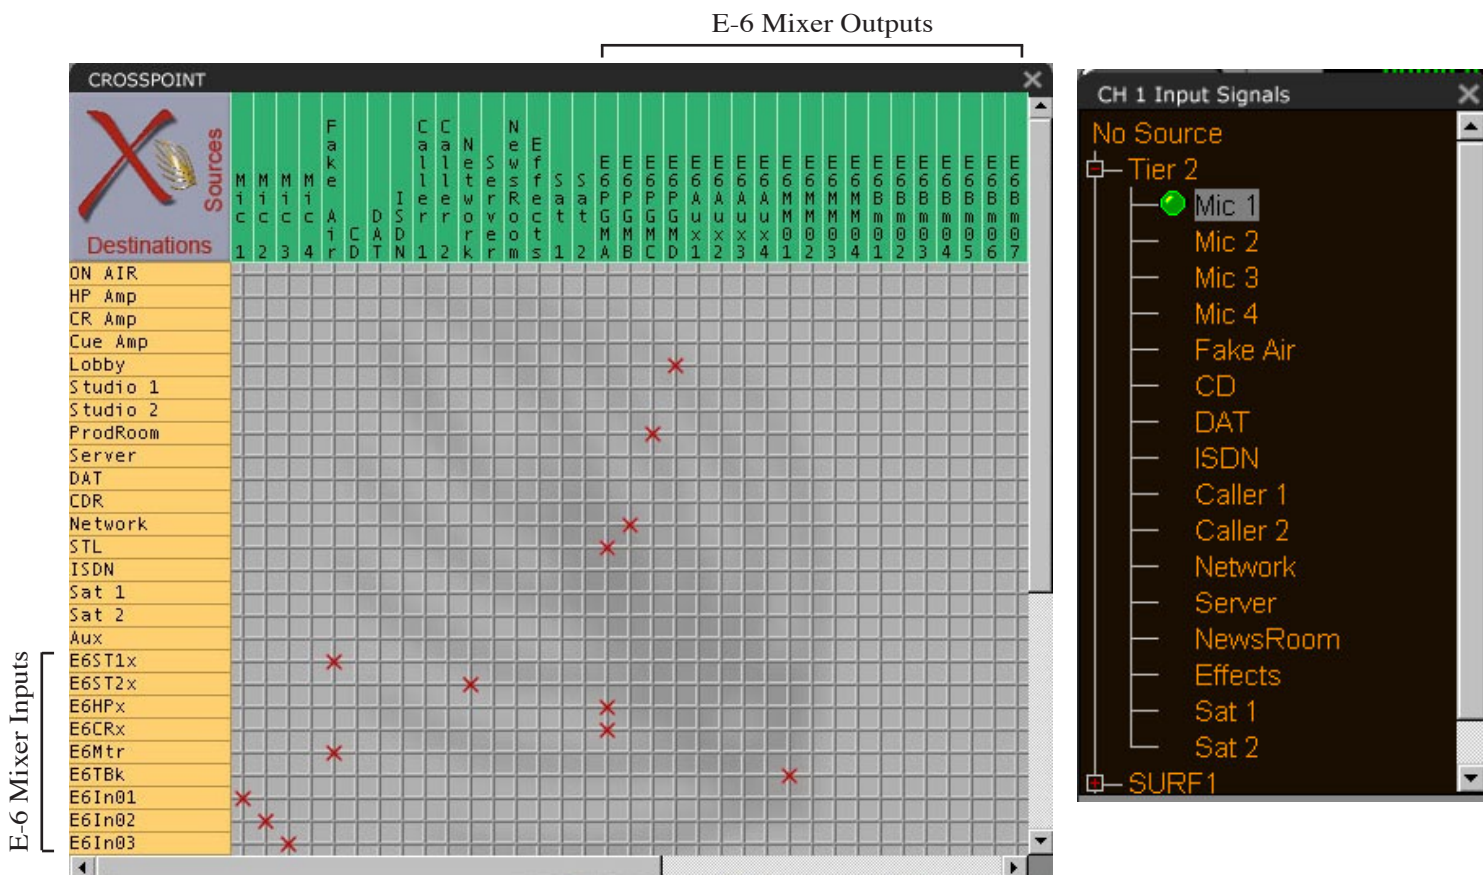 E-6 Mixer Outputs
CROSSPOINT
Sources
Destinations
Mic 1
Mic 2
Mic 3
Mic 4
Fake Air
CD
DAT
ISDN
Caller 1
Caller 2
Network
Server
NewsRoom
Effects
Sat 1
Sat 2
E6PGMA
E6PGMB
E6PGMC
E6PGMD
E6Aux1
E6Aux2
E6Aux3
E6Aux4
E6MM01
E6MM02
E6MM03
E6MM04
E6Bm01
E6Bm02
E6Bm03
E6Bm04
E6Bm05
E6Bm06
E6Bm07
ON AIR
HP Amp
CR Amp
Cue Amp
Lobby
Studio 1
Studio 2
ProdRoom
Server
DAT
CDR
Network
STL
ISDN
Sat 1
Sat 2
Aux
E6ST1x
E6ST2x
E6HPx
E6CRx
E6Mtr
E6TBk
E6In01
E6In02
E6In03
E-6 Mixer Inputs
CH 1 Input Signals
No Source
Tier 2
Mic 1
Mic 2
Mic 3
Mic 4
Fake Air
CD
DAT
ISDN
Caller 1
Caller 2
Network
Server
NewsRoom
Effects
Sat 1
Sat 2
SURF1